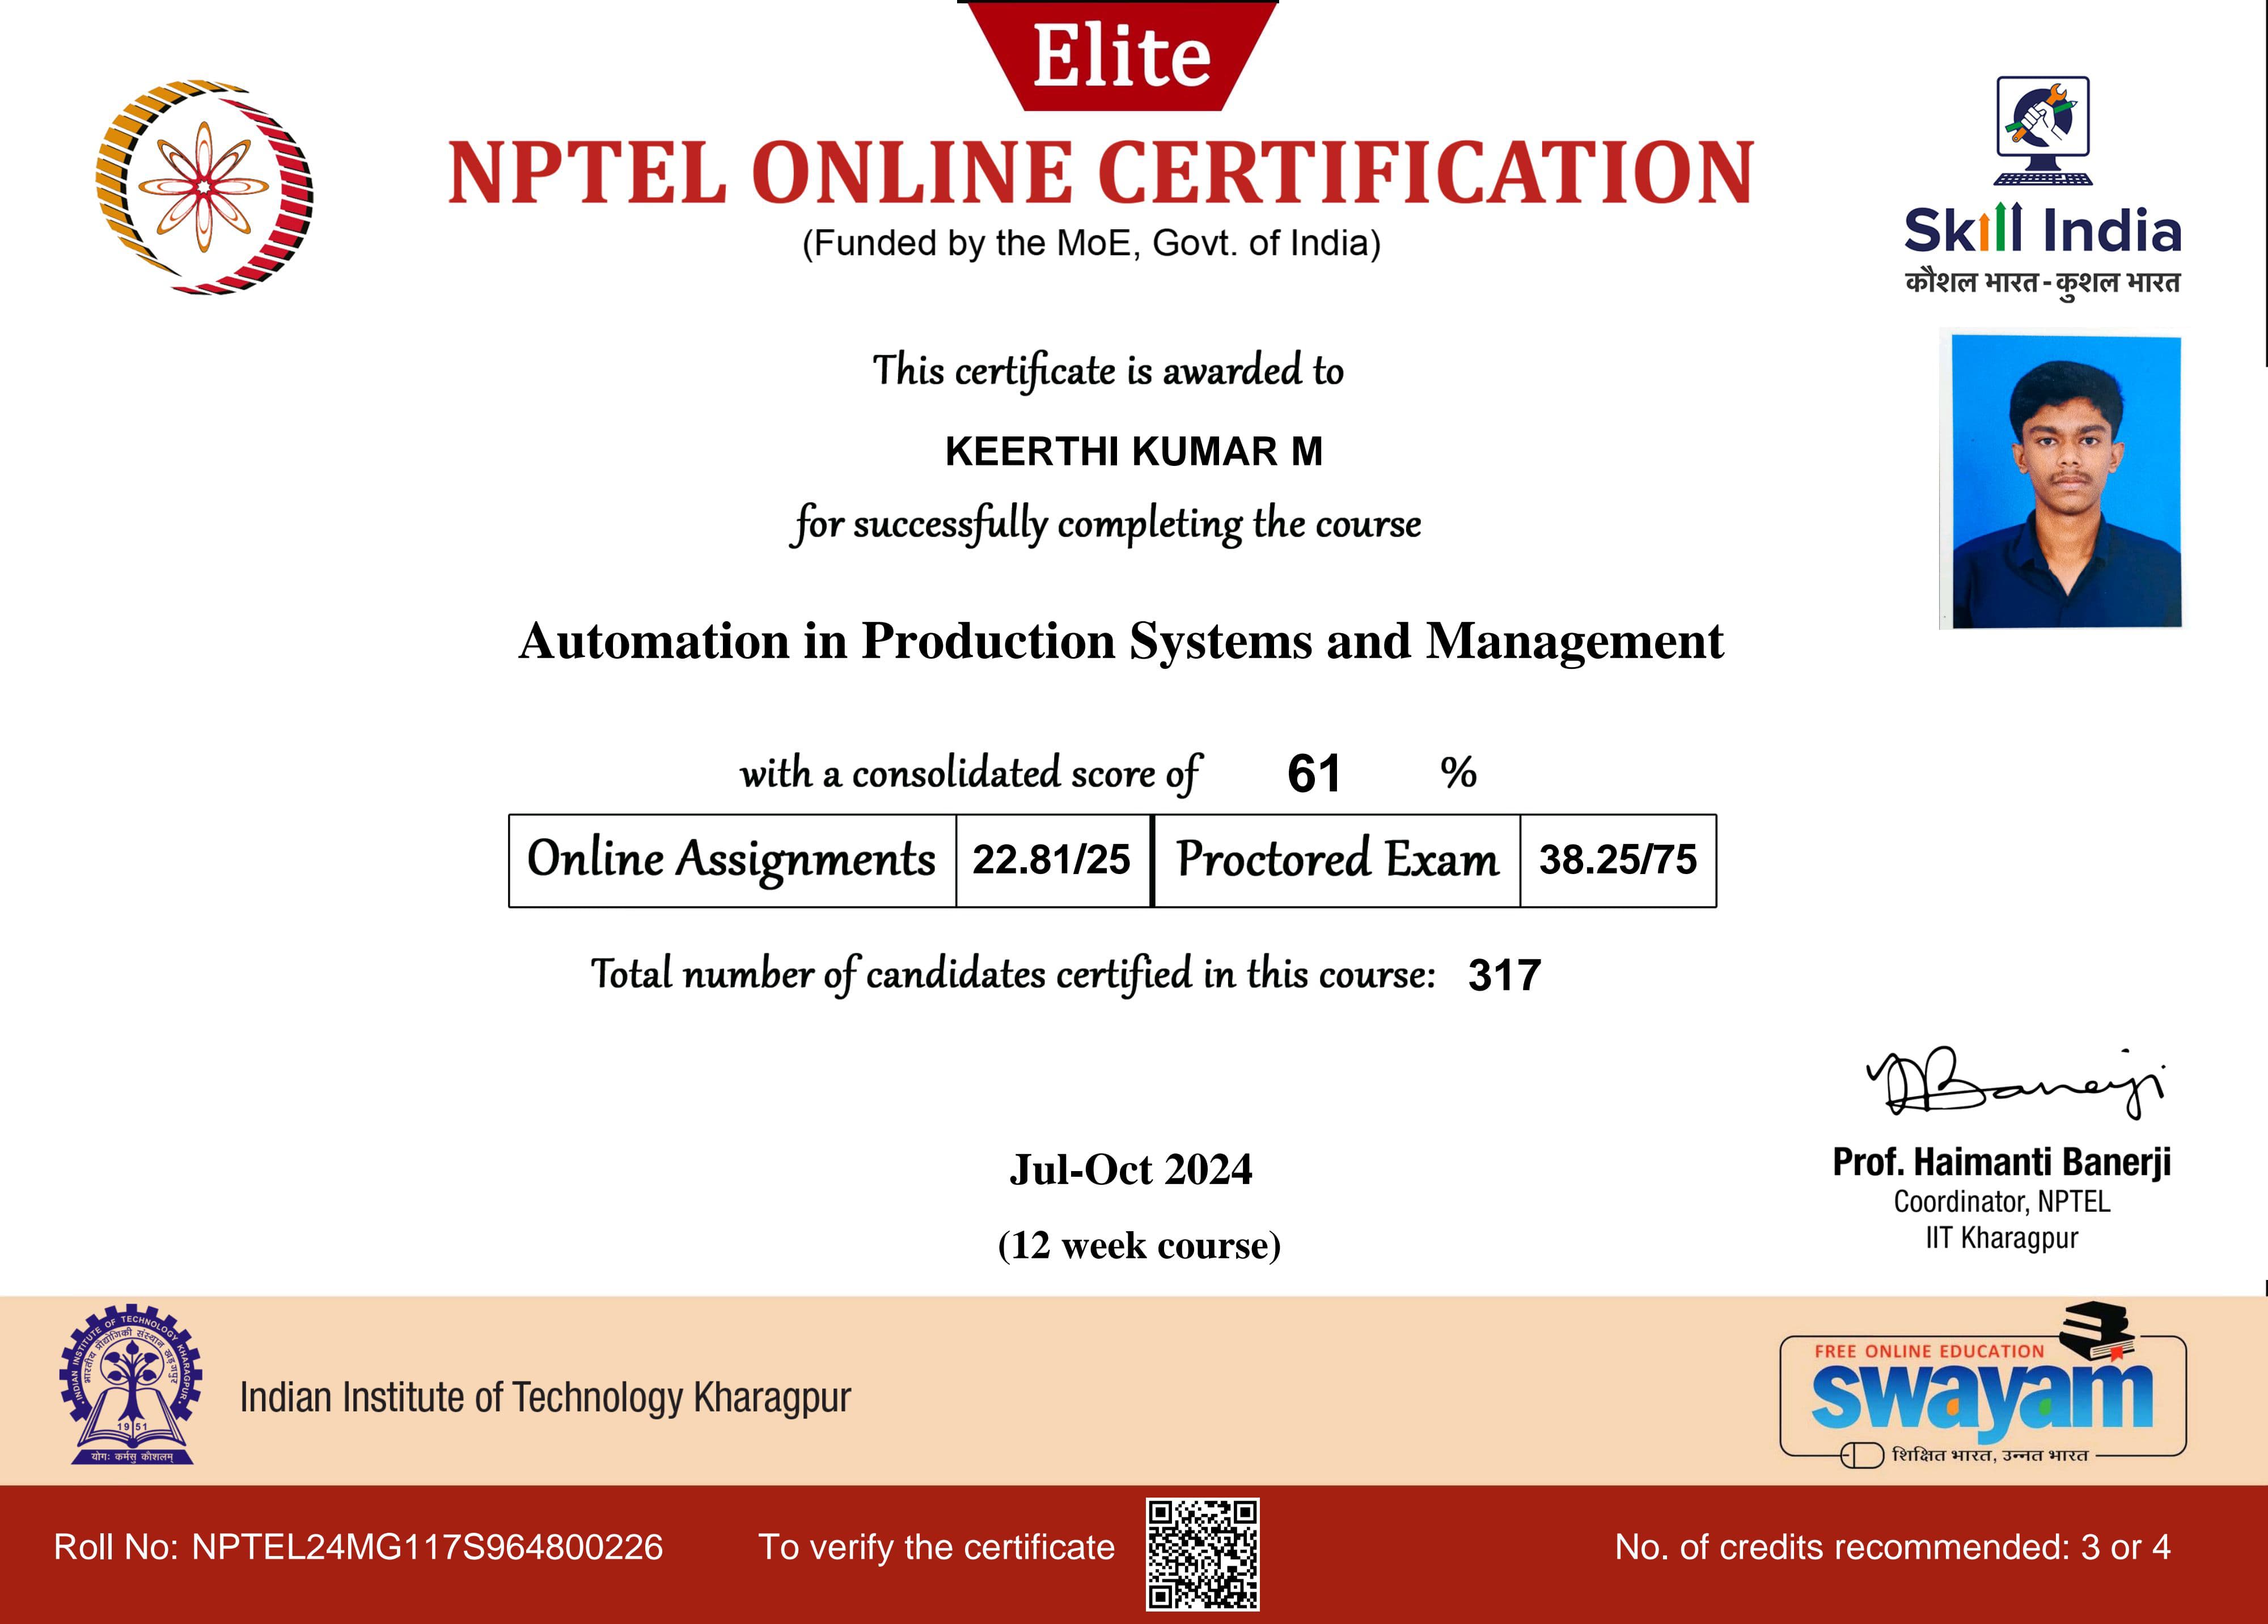 Elite
NPTEL ONLINE CERTIFICATION
(Funded by the MoE, Govt. of India)
Skill India
कौशल भारत - कुशल भारत
This certificate is awarded to
KEERTHI KUMAR M
for successfully completing the course
Automation in Production Systems and Management
with a consolidated score of 61 %
Online Assignments 22.81/25 Proctored Exam 38.25/75
Total number of candidates certified in this course: 317
Banerji
Prof. Haimanti Banerji
Coordinator, NPTEL
IIT Kharagpur
Jul-Oct 2024
(12 week course)
INDIAN INSTITUTE OF TECHNOLOGY KHARAGPUR
भारतीय प्रौद्योगिकी संस्थान खड़गपुर
1951
योगः कर्मसु कौशलम्
Indian Institute of Technology Kharagpur
FREE ONLINE EDUCATION
swayam
शिक्षित भारत, उन्नत भारत
Roll No: NPTEL24MG117S964800226
To verify the certificate
No. of credits recommended: 3 or 4